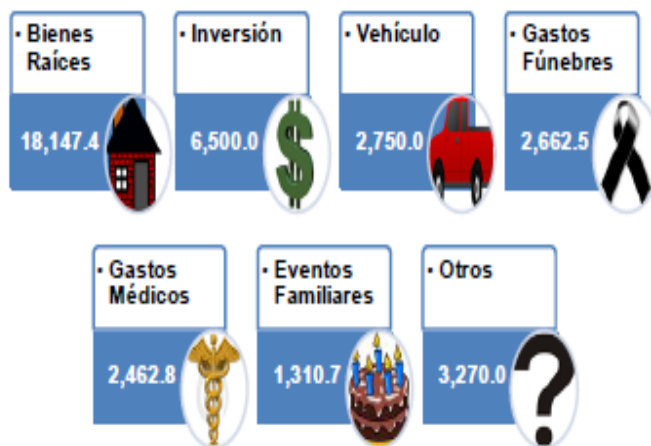 · Bienes
Raíces
18,147.4
· Inversión
6,500.0
$
· Vehículo
2,750.0
· Gastos
Fúnebres
2,662.5
· Gastos
Médicos
2,462.8
· Eventos
Familiares
1,310.7
· Otros
3,270.0
?